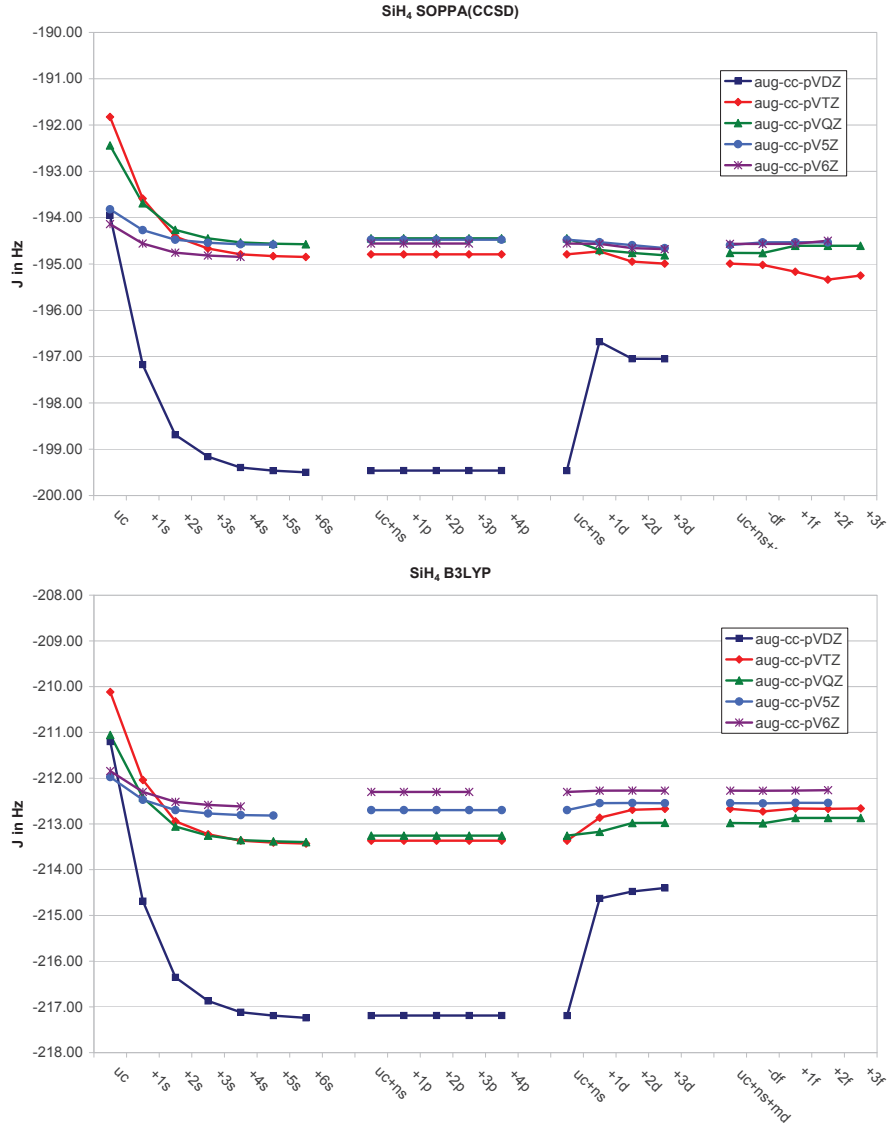 SiH₄ SOPPA(CCSD)
-190.00
-191.00
-192.00
-193.00
-194.00
-195.00
-196.00
-197.00
-198.00
-199.00
-200.00
J in Hz
aug-cc-pVDZ
aug-cc-pVTZ
aug-cc-pVQZ
aug-cc-pV5Z
aug-cc-pV6Z
uc
+1s
+2s
+3s
+4s
+5s
+6s
uc+ns
+1p
+2p
+3p
+4p
uc+ns
+1d
+2d
+3d
uc+ns+
-df
+1f
+2f
+3f
SiH₄ B3LYP
-208.00
-209.00
-210.00
-211.00
-212.00
-213.00
-214.00
-215.00
-216.00
-217.00
-218.00
J in Hz
aug-cc-pVDZ
aug-cc-pVTZ
aug-cc-pVQZ
aug-cc-pV5Z
aug-cc-pV6Z
uc
+1s
+2s
+3s
+4s
+5s
+6s
uc+ns
+1p
+2p
+3p
+4p
uc+ns
+1d
+2d
+3d
uc+ns+md
-df
+1f
+2f
+3f